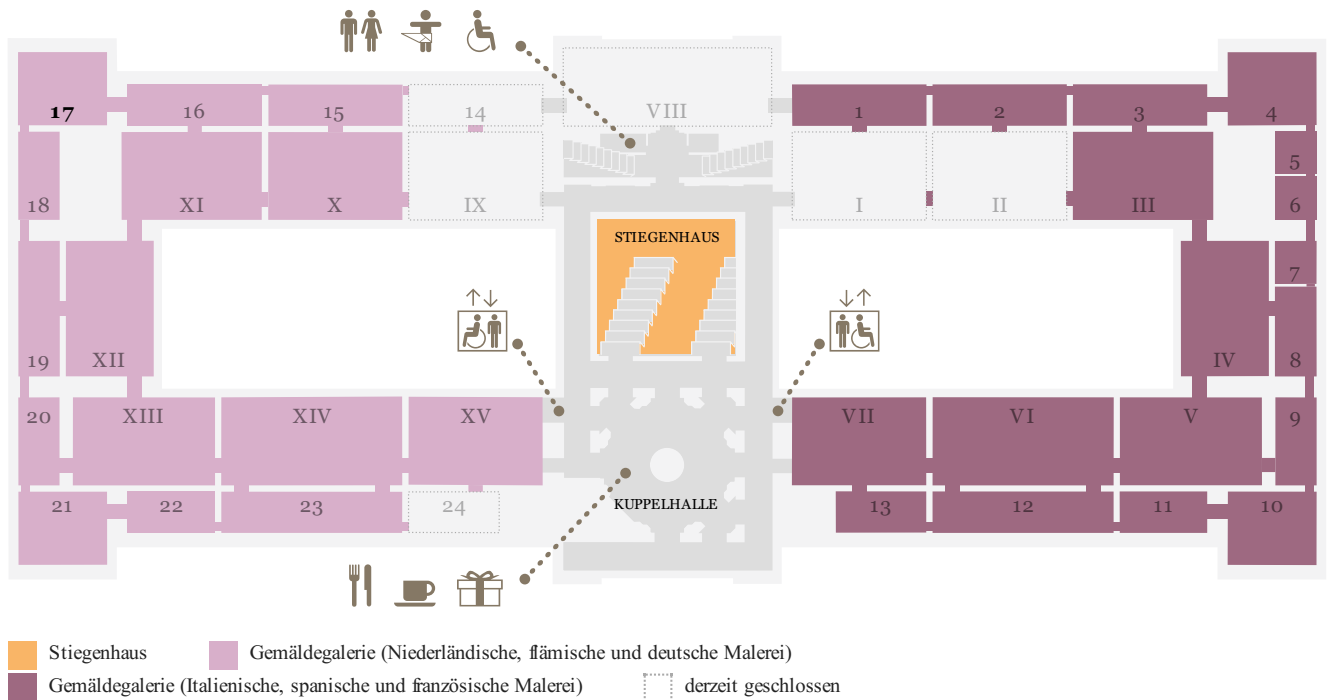 17 16 15 14 VIII 1 2 3 4
5
18 XI X IX I II III 6
STIEGENHAUS
7
19 XII IV 8
20 XIII XIV XV VII VI V 9
21 22 23 24 KUPPELHALLE 13 12 11 10
Stiegenhaus Gemäldegalerie (Niederländische, flämische und deutsche Malerei)
Gemäldegalerie (Italienische, spanische und französische Malerei) derzeit geschlossen